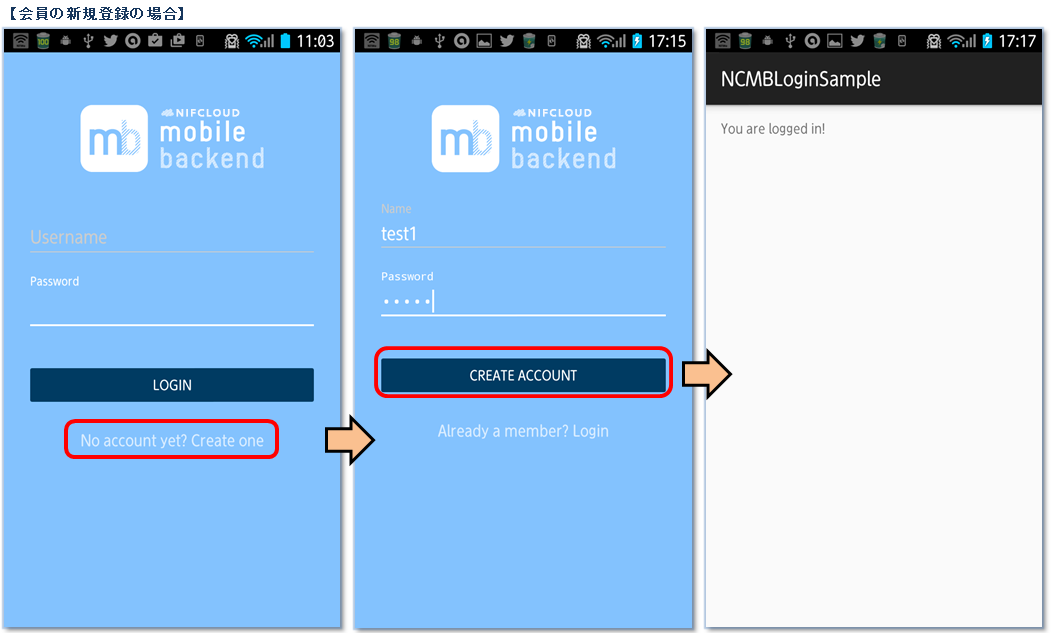 【会員の新規登録の場合】
100
11:03
NIFCLOUD
mb
mobile
backend
Username
Password
LOGIN
No account yet? Create one
98
17:15
NIFCLOUD
mb
mobile
backend
Name
test1
Password
•••••
CREATE ACCOUNT
Already a member? Login
98
17:17
NCMBLoginSample
You are logged in!